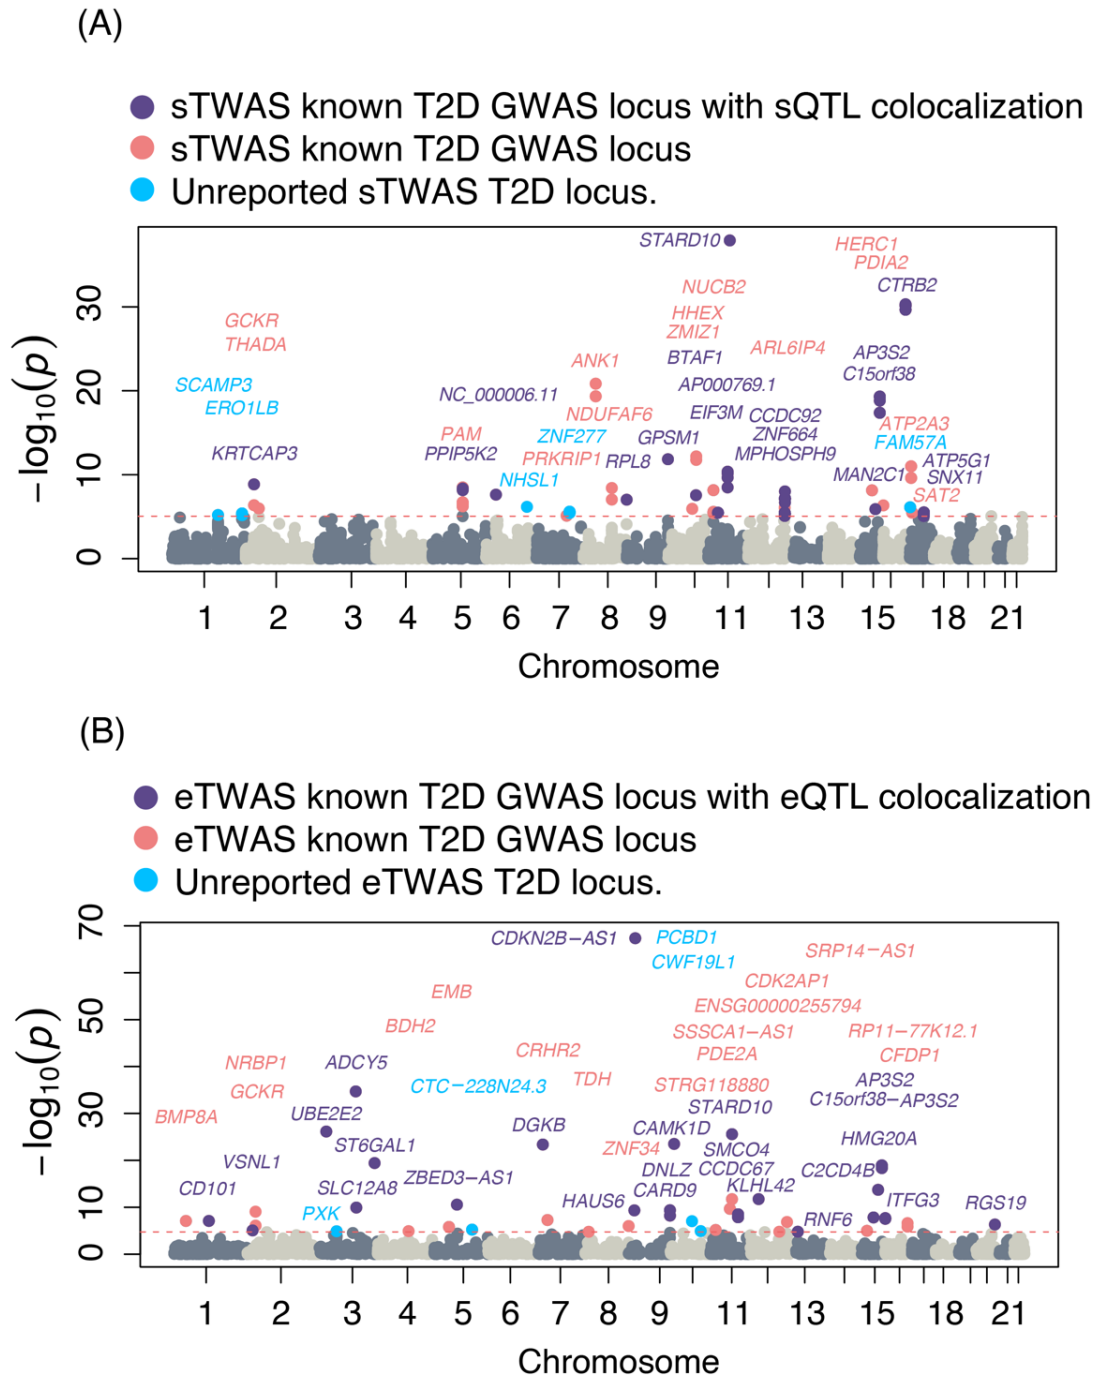 (A)
sTWAS known T2D GWAS locus with sQTL colocalization
sTWAS known T2D GWAS locus
Unreported sTWAS T2D locus.
STARD10
HERC1
PDIA2
CTRB2
NUCB2
HHEX
ZMIZ1
BTAF1
ARL6IP4
AP3S2
C15orf38
GCKR
THADA
SCAMP3
ERO1LB
KRTCAP3
NC_000006.11
ANK1
NDUFAF6
AP000769.1
EIF3M
CCDC92
ZNF664
MPHOSPH9
ATP2A3
FAM57A
PAM
PPIP5K2
ZNF277
PRKRIP1
NHSL1
GPSM1
RPL8
MAN2C1
ATP5G1
SNX11
SAT2
−log10(p)
0
10
20
30
1 2 3 4 5 6 7 8 9 11 13 15 18 21
Chromosome
(B)
eTWAS known T2D GWAS locus with eQTL colocalization
eTWAS known T2D GWAS locus
Unreported eTWAS T2D locus.
CDKN2B−AS1
PCBD1
CWF19L1
SRP14−AS1
CDK2AP1
EMB
ENSG00000255794
BDH2
SSSCA1−AS1
RP11−77K12.1
PDE2A
CFDP1
CRHR2
NRBP1
ADCY5
GCKR
CTC−228N24.3
TDH
STRG118880
AP3S2
C15orf38−AP3S2
BMP8A
UBE2E2
STARD10
DGKB
CAMK1D
ST6GAL1
ZNF34
SMCO4
HMG20A
VSNL1
DNLZ
CCDC67
C2CD4B
ZBED3−AS1
CD101
SLC12A8
CARD9
KLHL42
HAUS6
ITFGG3
RGS19
PXK
RNF6
−log10(p)
0
10
30
50
70
1 2 3 4 5 6 7 8 9 11 13 15 18 21
Chromosome